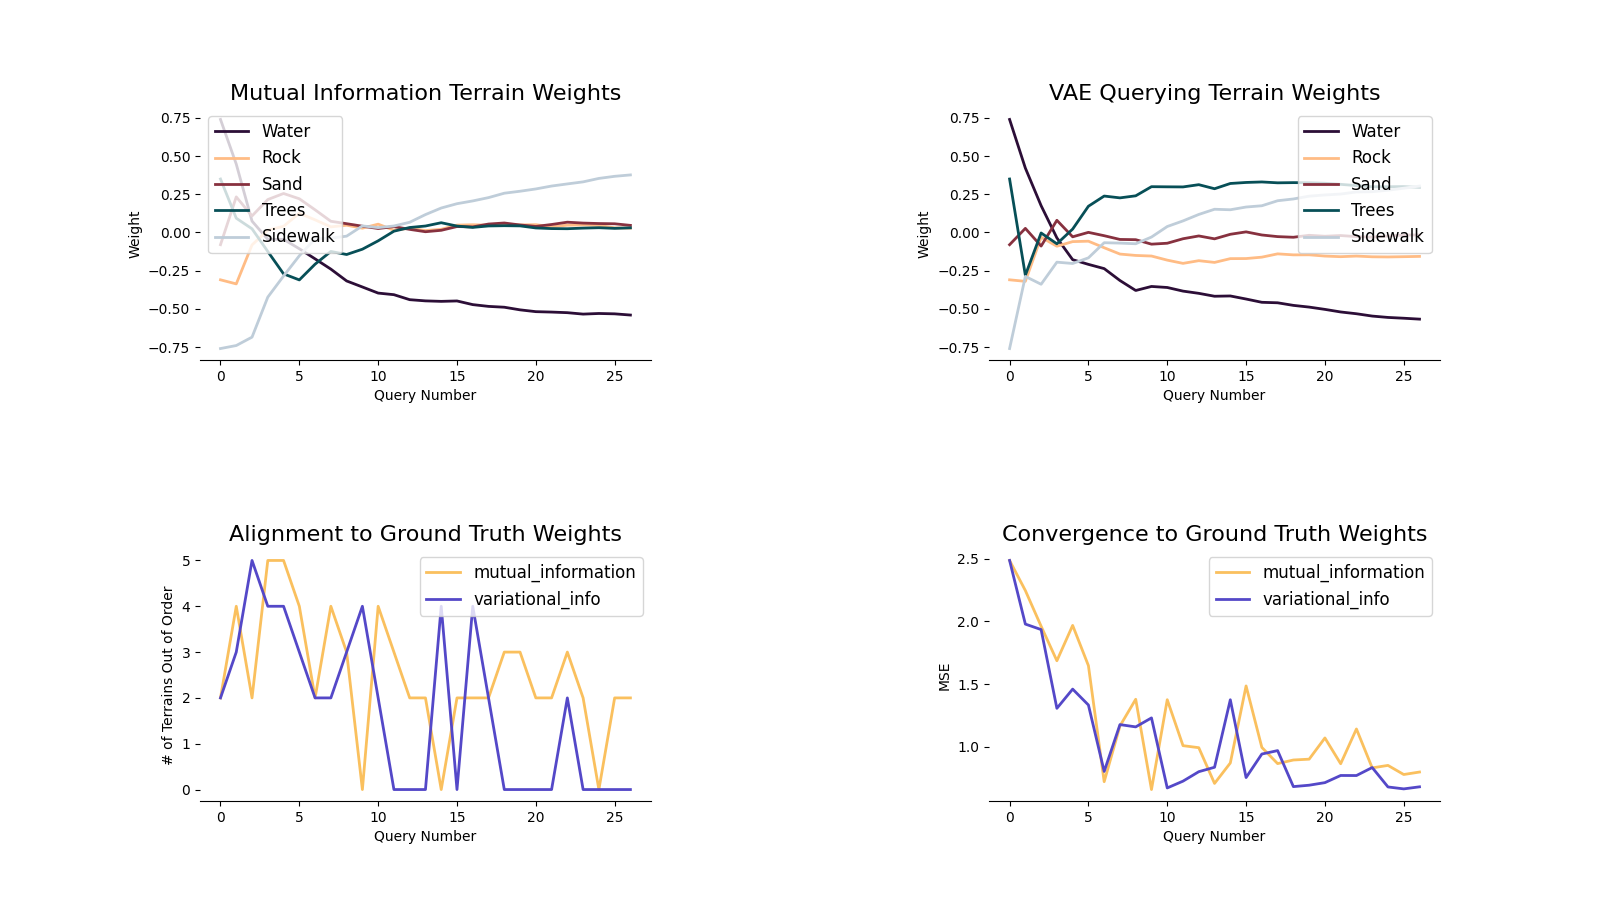 Mutual Information Terrain Weights
Weight
0.75
0.50
0.25
0.00
−0.25
−0.50
−0.75
Water
Rock
Sand
Trees
Sidewalk
0 5 10 15 20 25
Query Number
VAE Querying Terrain Weights
Weight
0.75
0.50
0.25
0.00
−0.25
−0.50
−0.75
Water
Rock
Sand
Trees
Sidewalk
0 5 10 15 20 25
Query Number
Alignment to Ground Truth Weights
# of Terrains Out of Order
5
4
3
2
1
0
mutual_information
variational_info
0 5 10 15 20 25
Query Number
Convergence to Ground Truth Weights
MSE
2.5
2.0
1.5
1.0
mutual_information
variational_info
0 5 10 15 20 25
Query Number